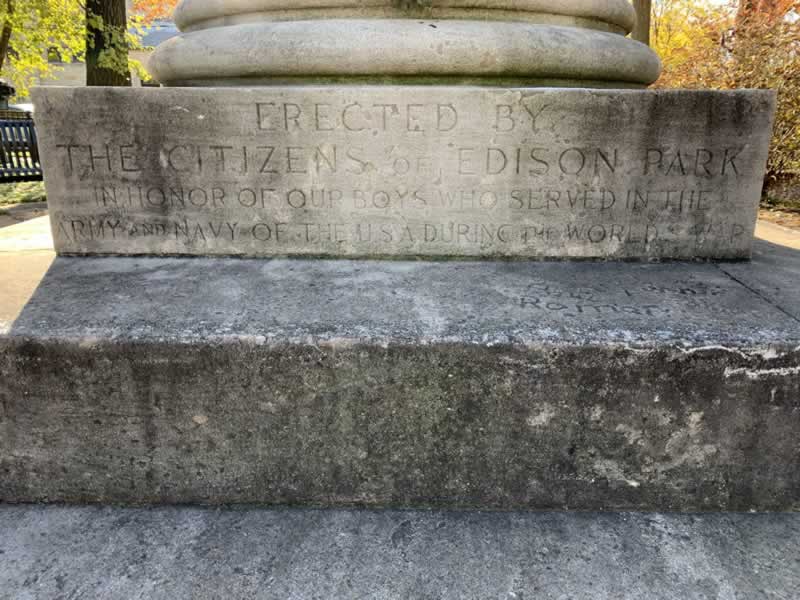 ERECTED BY
THE CITIZENS OF EDISON PARK
IN HONOR OF OUR BOYS WHO SERVED IN THE
ARMY AND NAVY OF THE U.S.A DURING THE WORLDS WAR